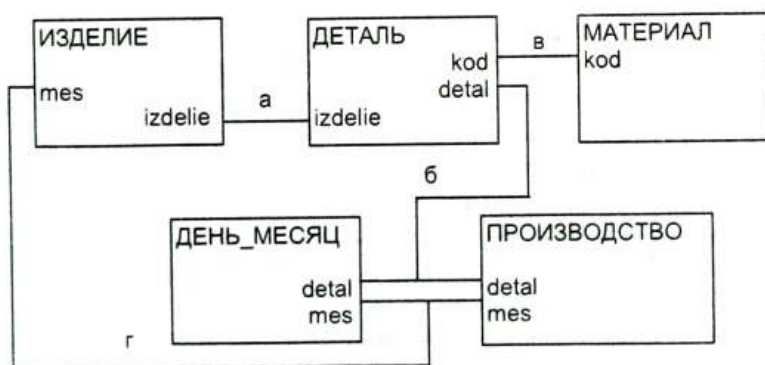 ИЗДЕЛИЕ
mes
izdelie
а
ДЕТАЛЬ
kod
detal
izdelie
в
МАТЕРИАЛ
kod
б
ДЕНЬ_МЕСЯЦ
detal
mes
ПРОИЗВОДСТВО
detal
mes
г